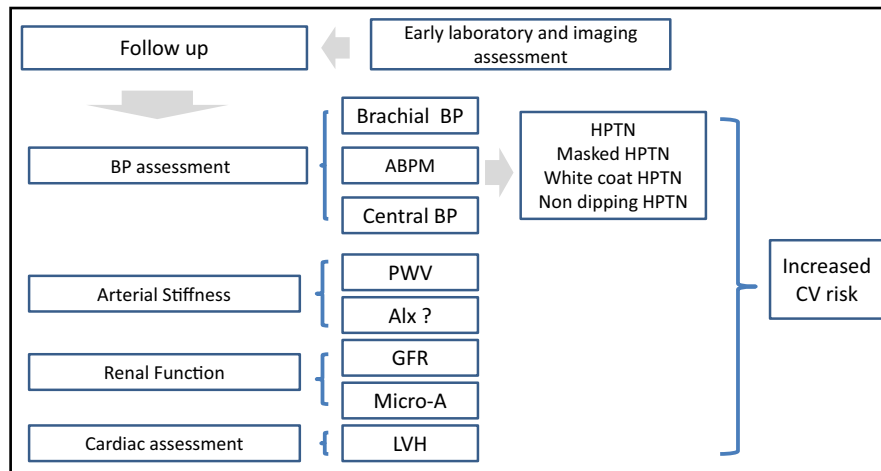 Follow up
Early laboratory and imaging
assessment
BP assessment
Brachial BP
ABPM
Central BP
HPTN
Masked HPTN
White coat HPTN
Non dipping HPTN
Arterial Stiffness
PWV
Alx ?
Renal Function
GFR
Micro-A
Cardiac assessment
LVH
Increased
CV risk